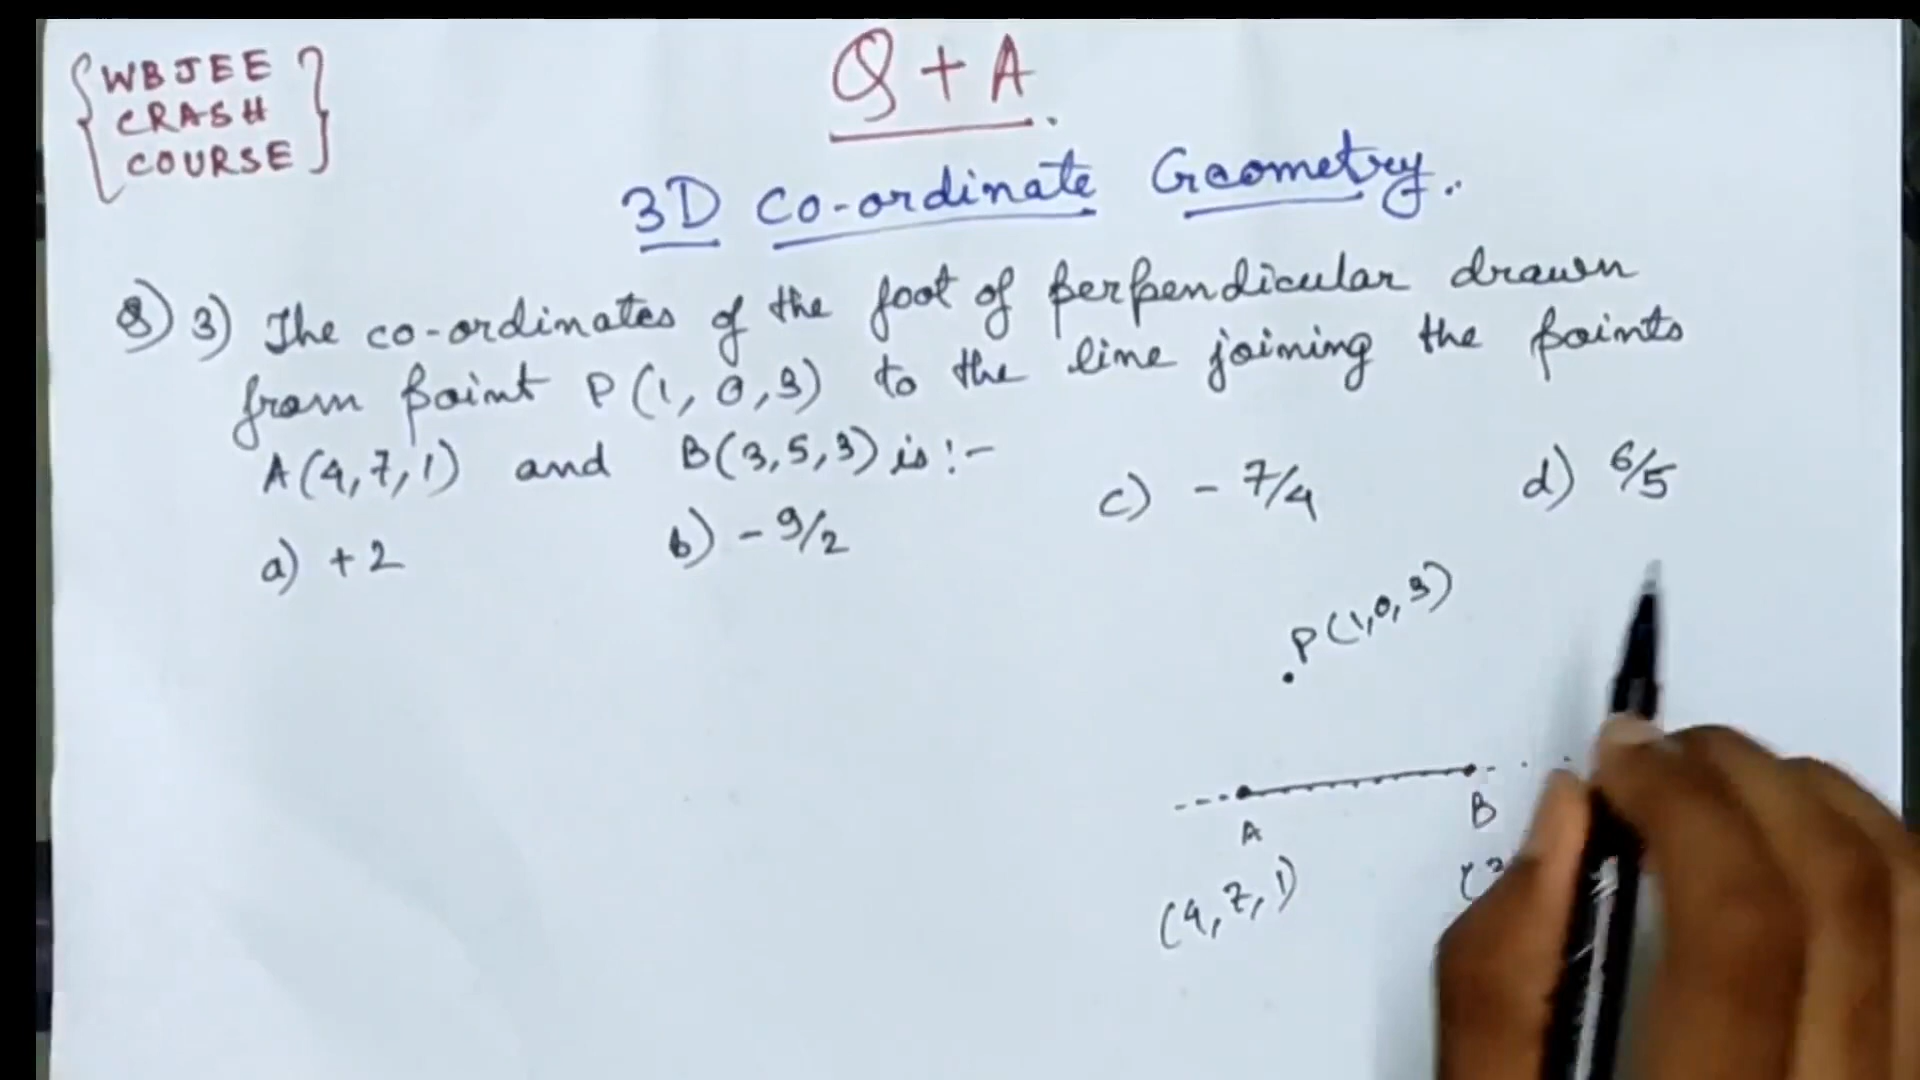 WBJEE
CRASH
COURSE
Q + A
3D Co-ordinate Geometry.
Q) 3) The co-ordinates of the foot of perpendicular drawn
from point P(1, 0, 3) to the line joining the points
A(4, 7, 1) and B(3, 5, 3) is :-
a) +2 b) - 9/2 c) - 7/4 d) 6/5
P(1, 0, 3)
A B
(4, 7, 1)